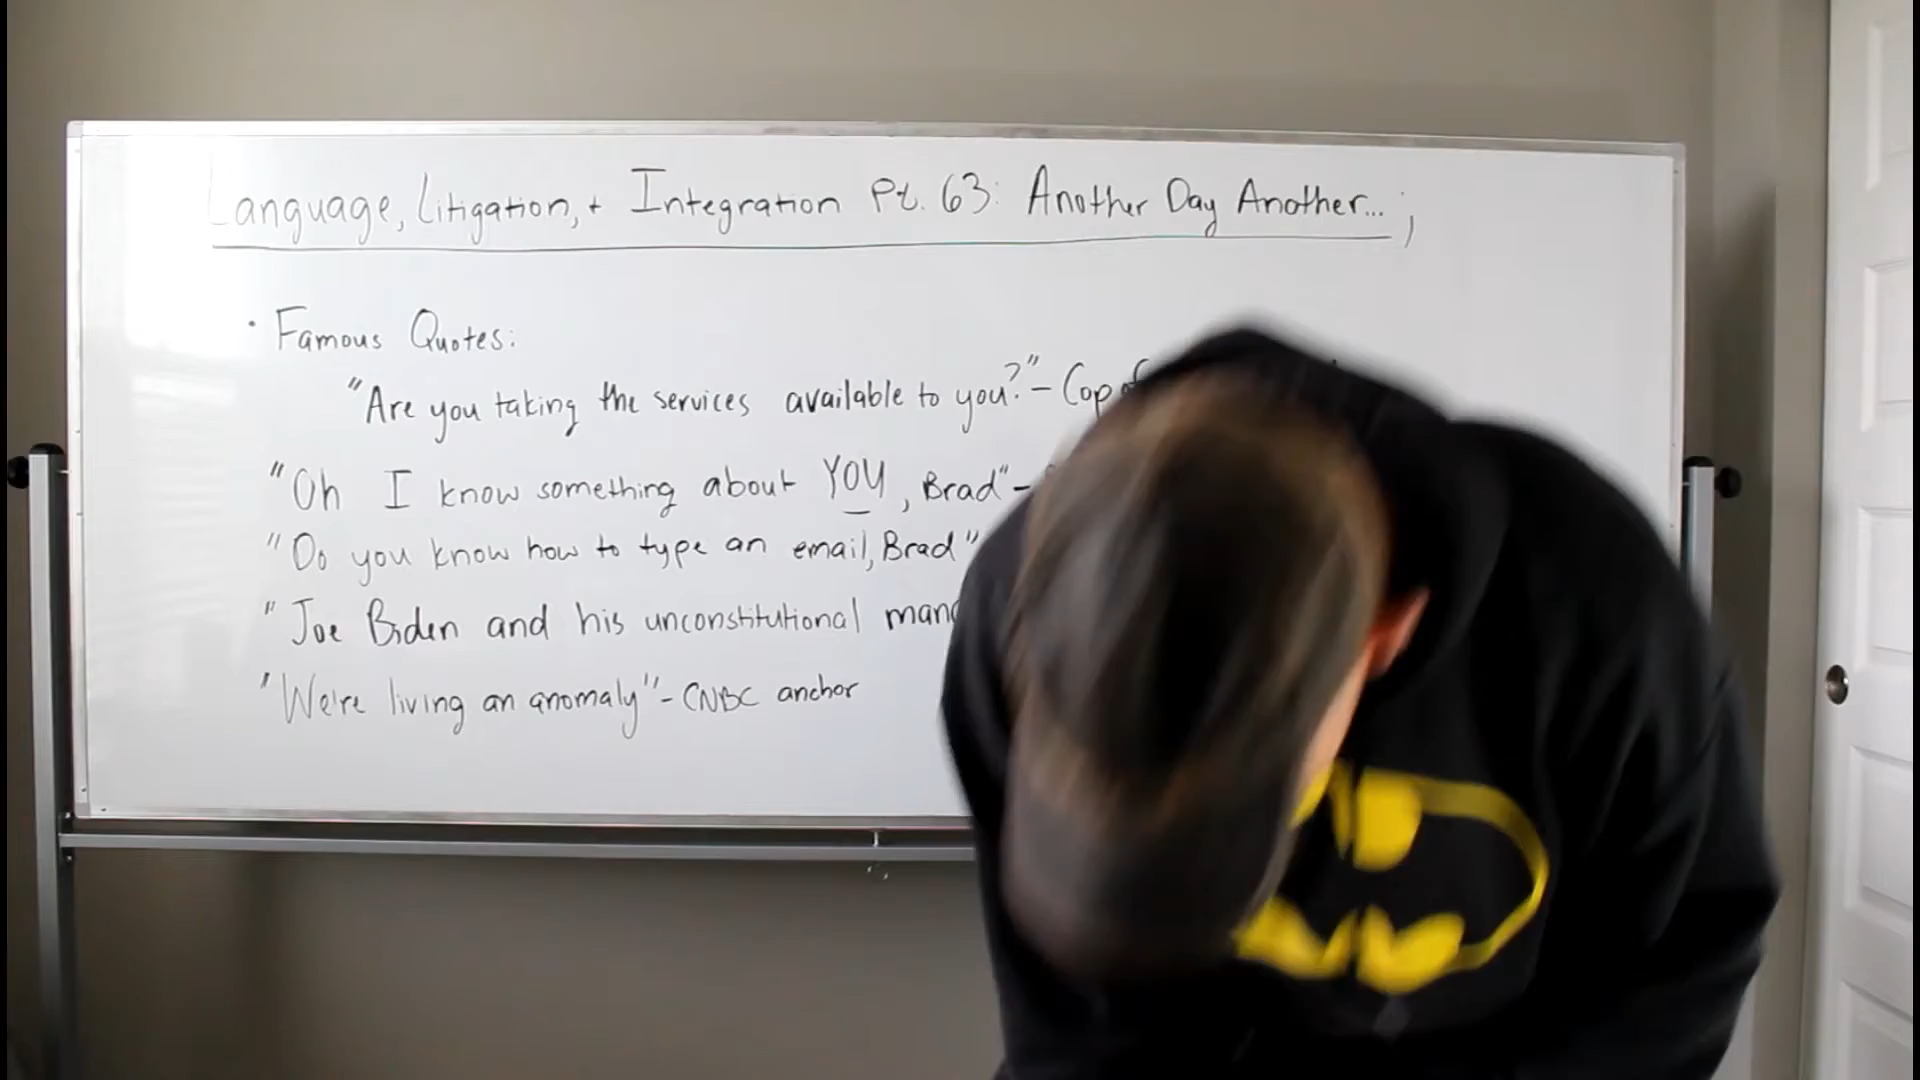 Language, Litigation, + Integration Pt. 63: Another Day Another... ;
• Famous Quotes:
"Are you taking the services available to you?" - Cop
"Oh I know something about YOU, Brad" -
"Do you know how to type an email, Brad"
"Joe Biden and his unconstitutional
"We're living an anomaly" - CNBC anchor